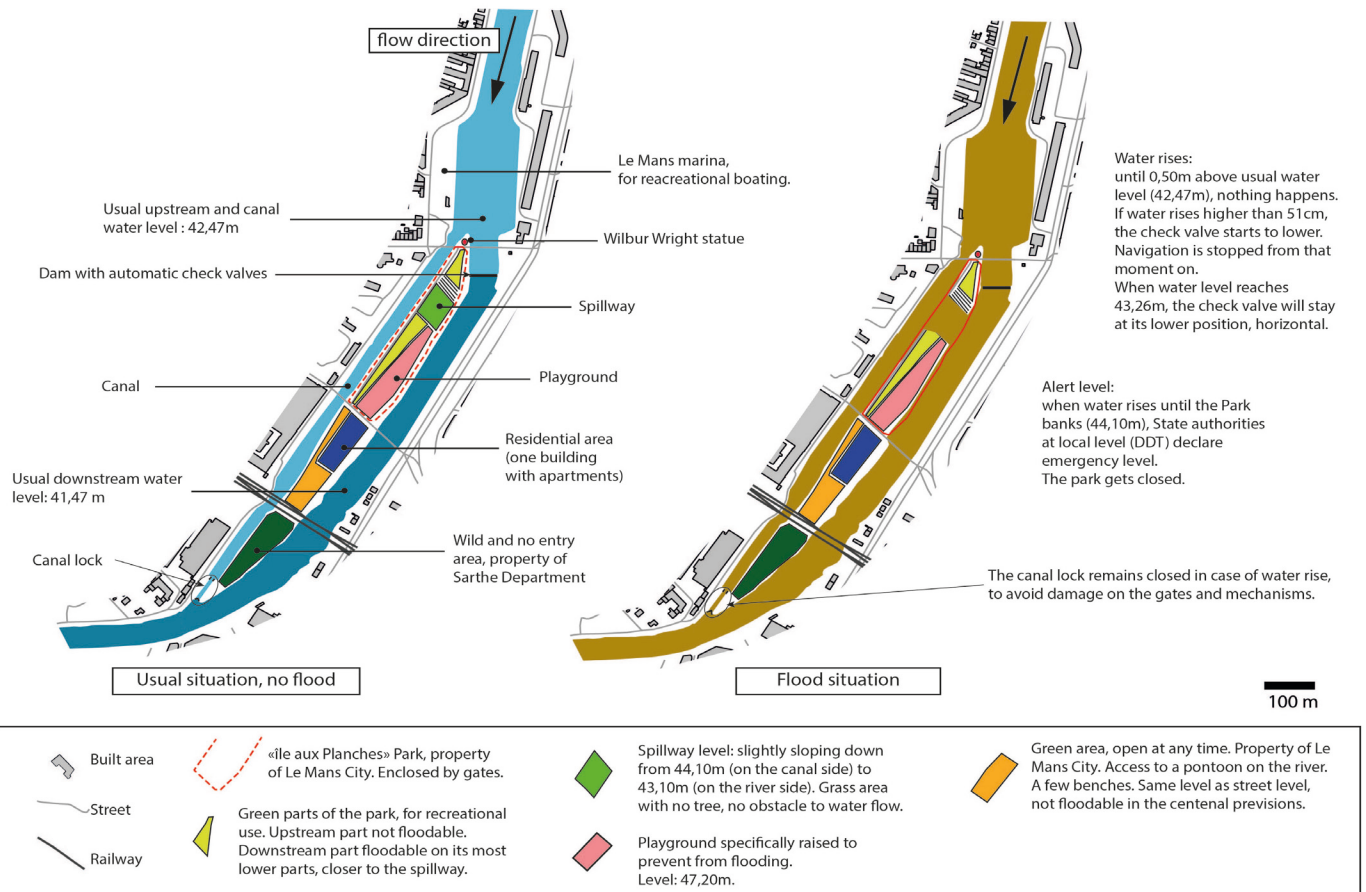 flow direction
Le Mans marina,
for reacreational boating.
Usual upstream and canal
water level : 42,47m
Wilbur Wright statue
Dam with automatic check valves
Spillway
Canal
Playground
Residential area
(one building
with apartments)
Usual downstream water
level: 41,47 m
Wild and no entry
area, property of
Sarthe Department
Canal lock
Usual situation, no flood
Water rises:
until 0,50m above usual water
level (42,47m), nothing happens.
If water rises higher than 51cm,
the check valve starts to lower.
Navigation is stopped from that
moment on.
When water level reaches
43,26m, the check valve will stay
at its lower position, horizontal.
Alert level:
when water rises until the Park
banks (44,10m), State authorities
at local level (DDT) declare
emergency level.
The park gets closed.
The canal lock remains closed in case of water rise,
to avoid damage on the gates and mechanisms.
Flood situation
100 m
Built area
Street
Railway
«île aux Planches» Park, property
of Le Mans City. Enclosed by gates.
Green parts of the park, for recreational
use. Upstream part not floodable.
Downstream part floodable on its most
lower parts, closer to the spillway.
Spillway level: slightly sloping down
from 44,10m (on the canal side) to
43,10m (on the river side). Grass area
with no tree, no obstacle to water flow.
Playground specifically raised to
prevent from flooding.
Level: 47,20m.
Green area, open at any time. Property of Le
Mans City. Access to a pontoon on the river.
A few benches. Same level as street level,
not floodable in the centenal previsions.